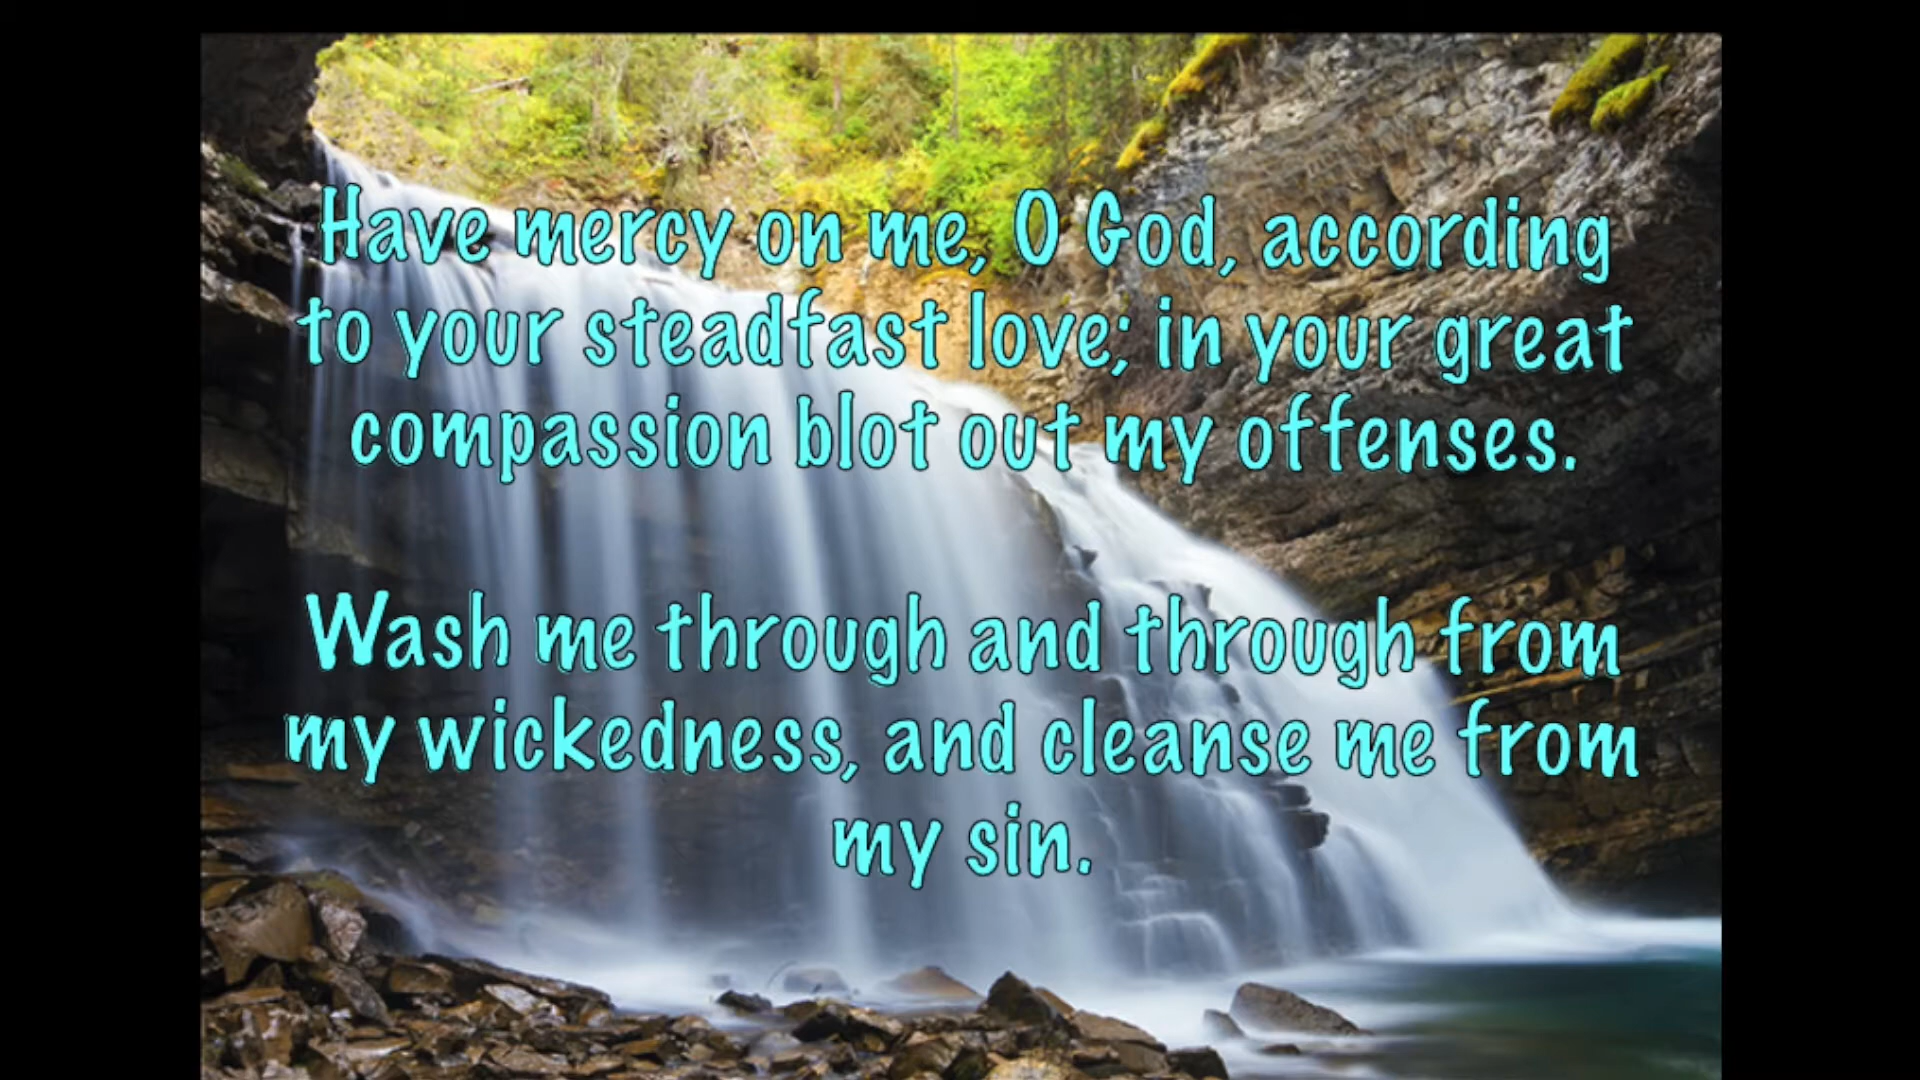 Have mercy on me, O God, according
to your steadfast love; in your great
compassion blot out my offenses.
Wash me through and through from
my wickedness, and cleanse me from
my sin.